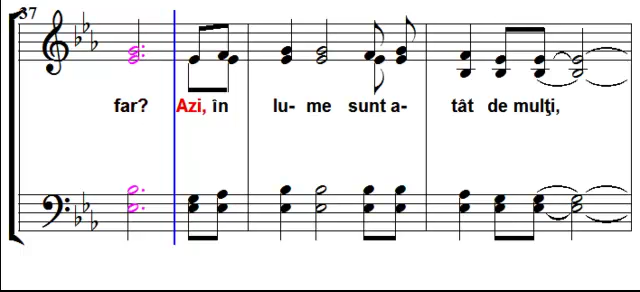 37
far? Azi, în lu- me sunt a- tât de mulţi,